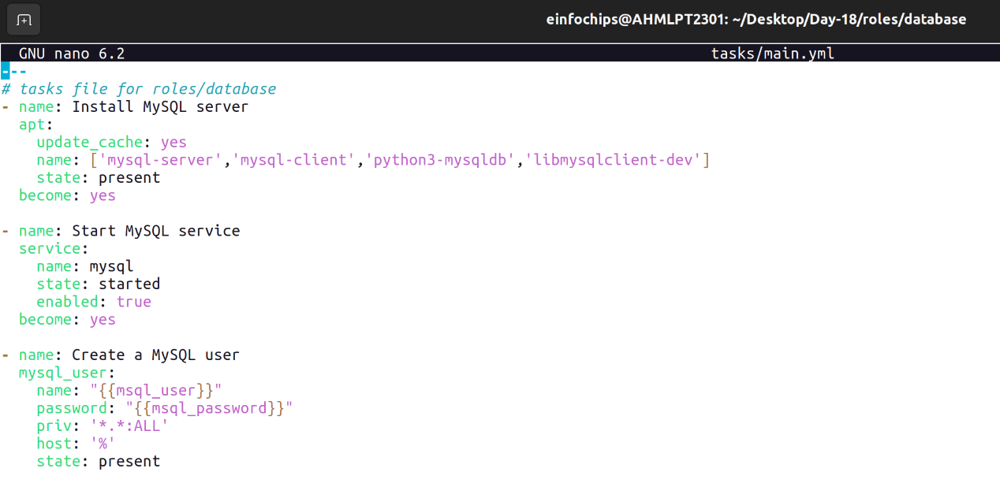 einfochips@AHMLPT2301: ~/Desktop/Day-18/roles/database
GNU nano 6.2 tasks/main.yml
---
# tasks file for roles/database
- name: Install MySQL server
  apt:
    update_cache: yes
    name: ['mysql-server','mysql-client','python3-mysqldb','libmysqlclient-dev']
    state: present
  become: yes

- name: Start MySQL service
  service:
    name: mysql
    state: started
    enabled: true
  become: yes

- name: Create a MySQL user
  mysql_user:
    name: "{{msql_user}}"
    password: "{{msql_password}}"
    priv: '*.*:ALL'
    host: '%'
    state: present